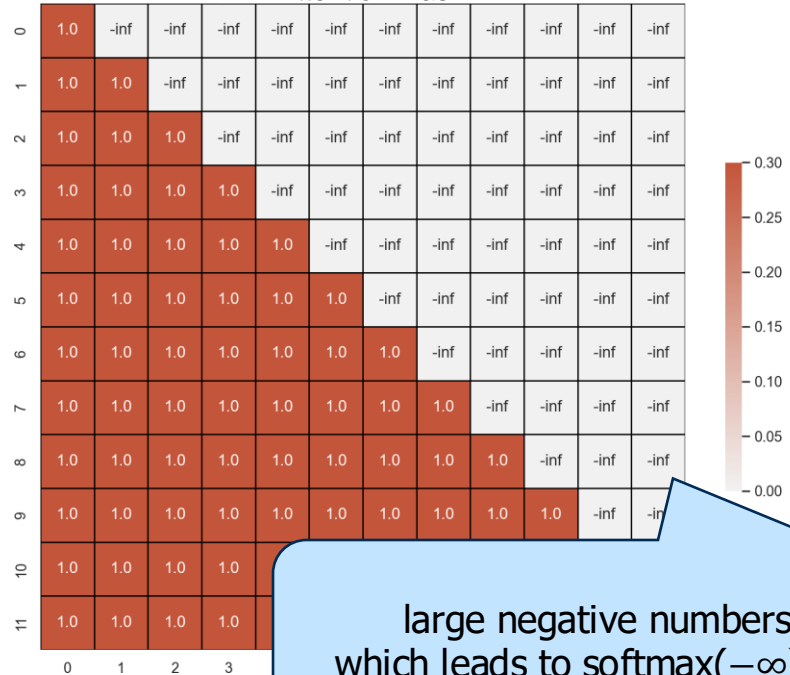 0 1.0 -inf -inf -inf -inf -inf -inf -inf -inf -inf -inf -inf
1 1.0 1.0 -inf -inf -inf -inf -inf -inf -inf -inf -inf -inf
2 1.0 1.0 1.0 -inf -inf -inf -inf -inf -inf -inf -inf -inf
3 1.0 1.0 1.0 1.0 -inf -inf -inf -inf -inf -inf -inf -inf
4 1.0 1.0 1.0 1.0 1.0 -inf -inf -inf -inf -inf -inf -inf
5 1.0 1.0 1.0 1.0 1.0 1.0 -inf -inf -inf -inf -inf -inf
6 1.0 1.0 1.0 1.0 1.0 1.0 1.0 -inf -inf -inf -inf -inf
7 1.0 1.0 1.0 1.0 1.0 1.0 1.0 1.0 -inf -inf -inf -inf
8 1.0 1.0 1.0 1.0 1.0 1.0 1.0 1.0 1.0 -inf -inf -inf
9 1.0 1.0 1.0 1.0 1.0 1.0 1.0 1.0 1.0 1.0 -inf
10 1.0 1.0 1.0 1.0
11 1.0 1.0 1.0 1.0
0 1 2 3
0.30
0.25
0.20
0.15
0.10
0.05
0.00
large negative numbers
which leads to softmax(−∞)